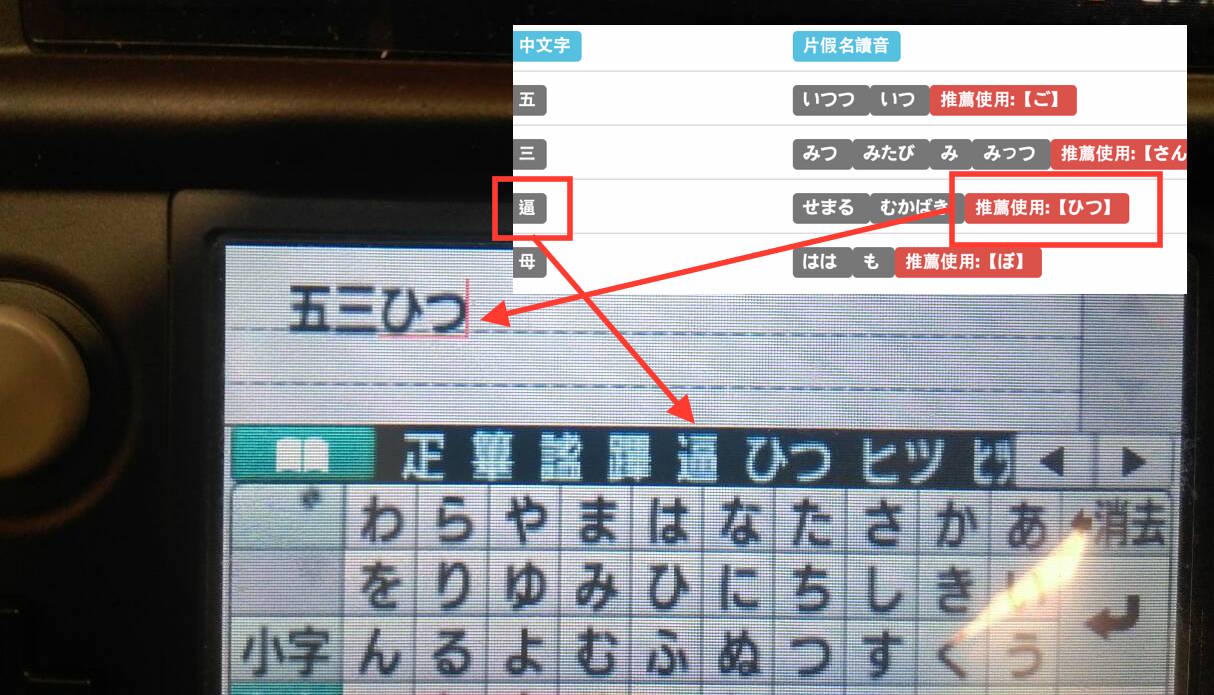 中文字 片假名讀音
五 いつつ いつ 推薦使用:【ご】
三 みつ みたび み みっつ 推薦使用:【さん
逼 せまる むかばき 推薦使用:【ひつ】
母 はは も 推薦使用:【ぼ】
五三ひつ
疋 篳 謐 蹕 逼 ひつ ヒツ
わ ら や ま は な た さ か あ 消去
を り ゆ み ひ に ち し き い
小字 ん る よ む ふ ぬ つ す く う